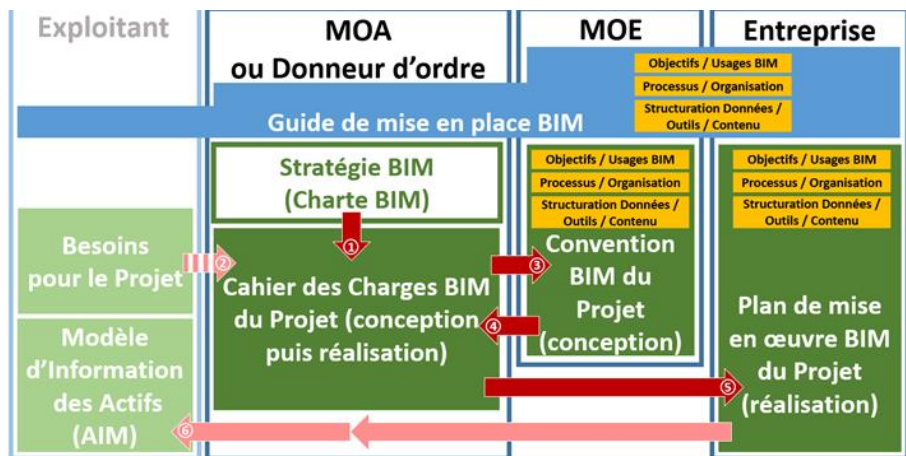 Exploitant
MOA
ou Donneur d'ordre
MOE
Entreprise
Objectifs / Usages BIM
Processus / Organisation
Structuration Données /
Outils / Contenu
Guide de mise en place BIM
Stratégie BIM
(Charte BIM)
①
Objectifs / Usages BIM
Processus / Organisation
Structuration Données /
Outils / Contenu
Objectifs / Usages BIM
Processus / Organisation
Structuration Données /
Outils / Contenu
Besoins
pour le Projet
②
Cahier des Charges BIM
du Projet (conception
puis réalisation)
③
④
Convention
BIM du
Projet
(conception)
Plan de mise
en œuvre BIM
du Projet
(réalisation)
⑤
Modèle
d'Information
des Actifs
(AIM)
⑥